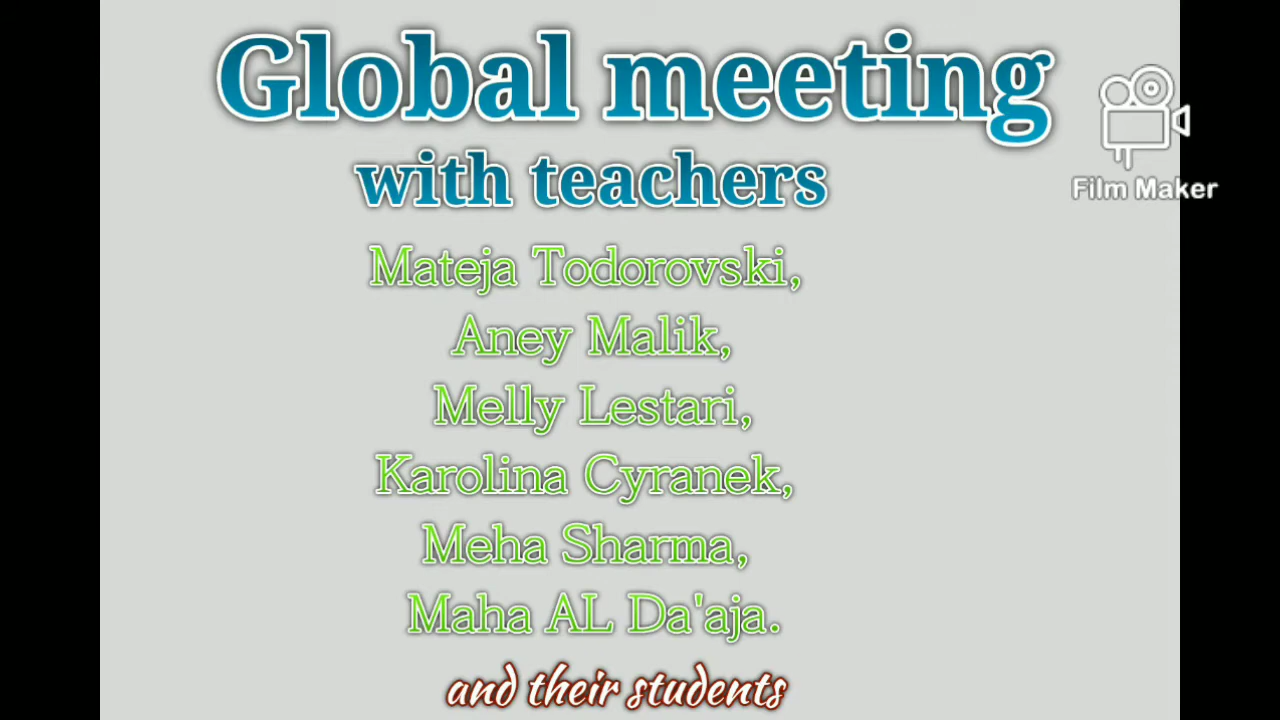 Global meeting
with teachers
Mateja Todorovski,
Aney Malik,
Melly Lestari,
Karolina Cyranek,
Meha Sharma,
Maha AL Da'aja.
and their students
Film Maker